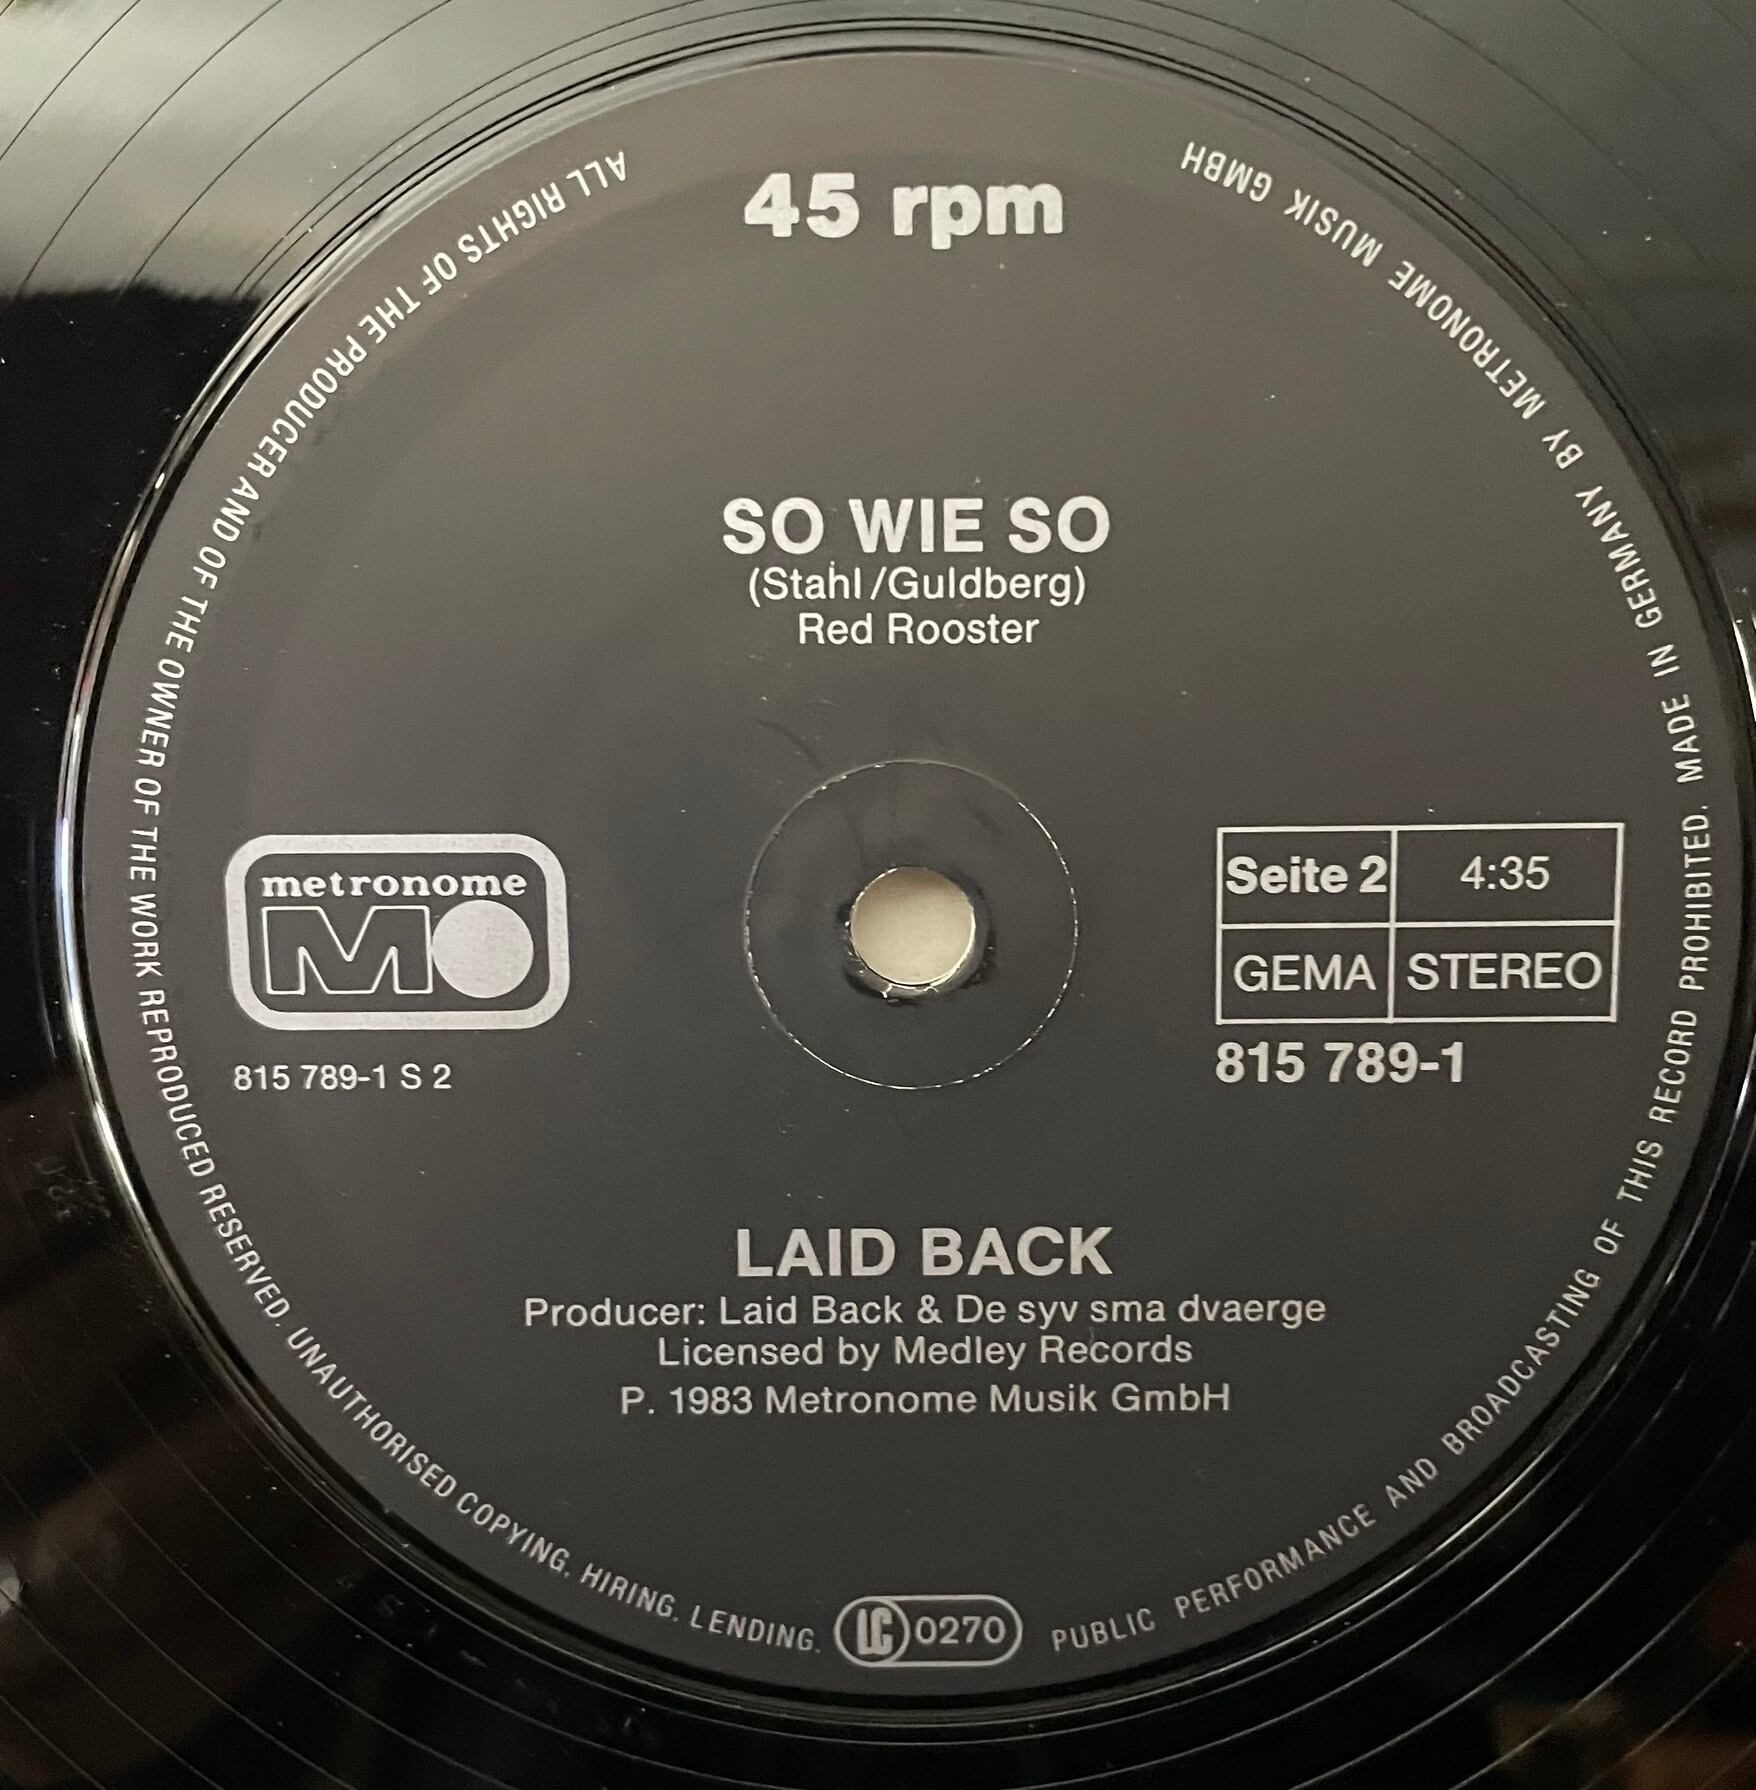 45 rpm
SO WIE SO
(Stahl/Guldberg)
Red Rooster
metronome
M
815 789-1 S 2
Seite 2
4:35
GEMA
STEREO
815 789-1
LAID BACK
Producer: Laid Back & De syv sma dvaerge
Licensed by Medley Records
P. 1983 Metronome Musik GmbH
ALL RIGHTS OF THE PRODUCER AND OF THE OWNER OF THE WORK REPRODUCED RESERVED. UNAUTHORISED COPYING, HIRING, LENDING,
LC 0270
PUBLIC PERFORMANCE AND BROADCASTING OF THIS RECORD PROHIBITED. MADE IN GERMANY BY METRONOME MUSIK GMBH